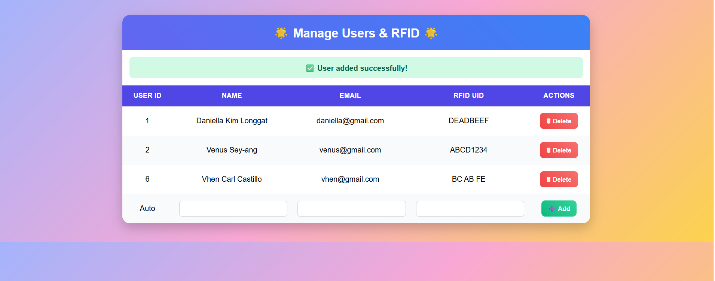 🌟 Manage Users & RFID 🌟
✅ User added successfully!
USER ID NAME EMAIL RFID UID ACTIONS
1 Daniella Kim Longgat daniella@gmail.com DEADBEEF Delete
2 Venus Sey-ang venus@gmail.com ABCD1234 Delete
6 Vhen Carl Castillo vhen@gmail.com BC AB FE Delete
Auto ➕ Add